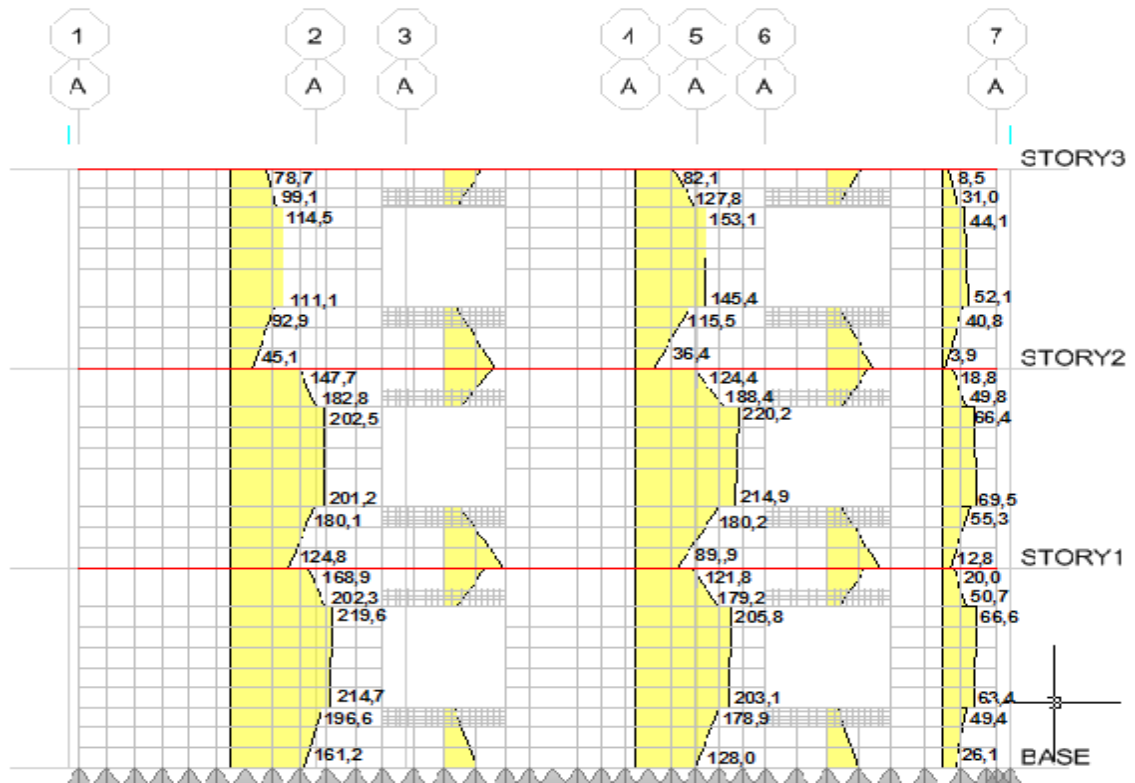 1 2 3 4 5 6 7
A A A A A A A
STORY3
78,7 82,1 8,5
99,1 127,8 31,0
114,5 153,1 44,1
111,1 145,4 52,1
92,9 115,5 40,8
45,1 36,4 3,9
STORY2
147,7 124,4 18,8
182,8 188,4 49,8
202,5 220,2 66,4
201,2 214,9 69,5
180,1 180,2 55,3
124,8 89,,9 12,8
STORY1
168,9 121,8 20,0
202,3 179,2 50,7
219,6 205,8 66,6
214,7 203,1 63,4
196,6 178,9 49,4
161,2 128,0 26,1
BASE